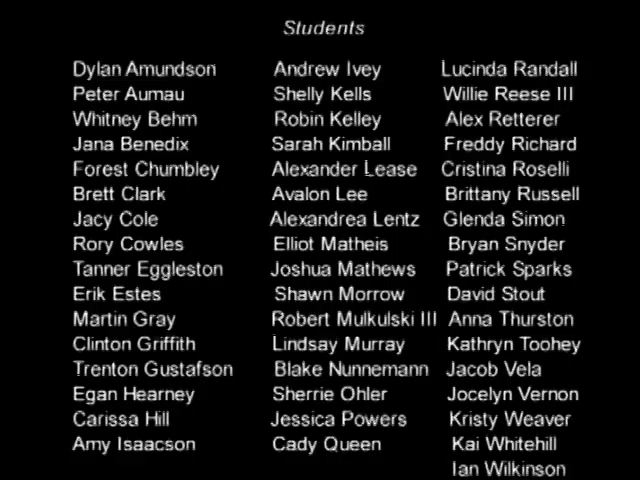 Students
Dylan Amundson Andrew Ivey Lucinda Randall
Peter Aumau Shelly Kells Willie Reese III
Whitney Behm Robin Kelley Alex Retterer
Jana Benedix Sarah Kimball Freddy Richard
Forest Chumbley Alexander Lease Cristina Roselli
Brett Clark Avalon Lee Brittany Russell
Jacy Cole Alexandrea Lentz Glenda Simon
Rory Cowles Elliot Matheis Bryan Snyder
Tanner Eggleston Joshua Mathews Patrick Sparks
Erik Estes Shawn Morrow David Stout
Martin Gray Robert Mulkulski III Anna Thurston
Clinton Griffith Lindsay Murray Kathryn Toohey
Trenton Gustafson Blake Nunnemann Jacob Vela
Egan Hearney Sherrie Ohler Jocelyn Vernon
Carissa Hill Jessica Powers Kristy Weaver
Amy Isaacson Cady Queen Kai Whitehill
Ian Wilkinson